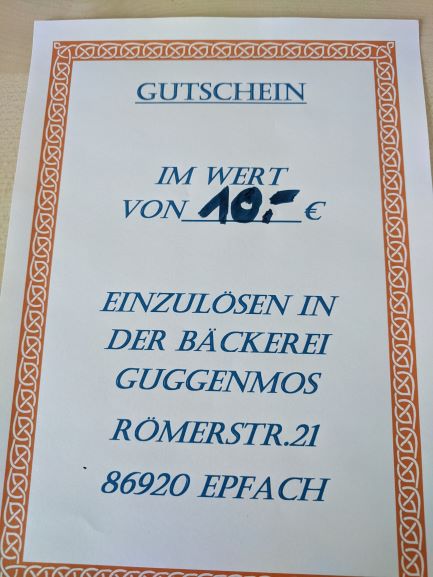 GUTSCHEIN
IM WERT
VON 10.- €
EINZULÖSEN IN
DER BÄCKEREI
GUGGENMOS
RÖMERSTR.21
86920 EPFACH